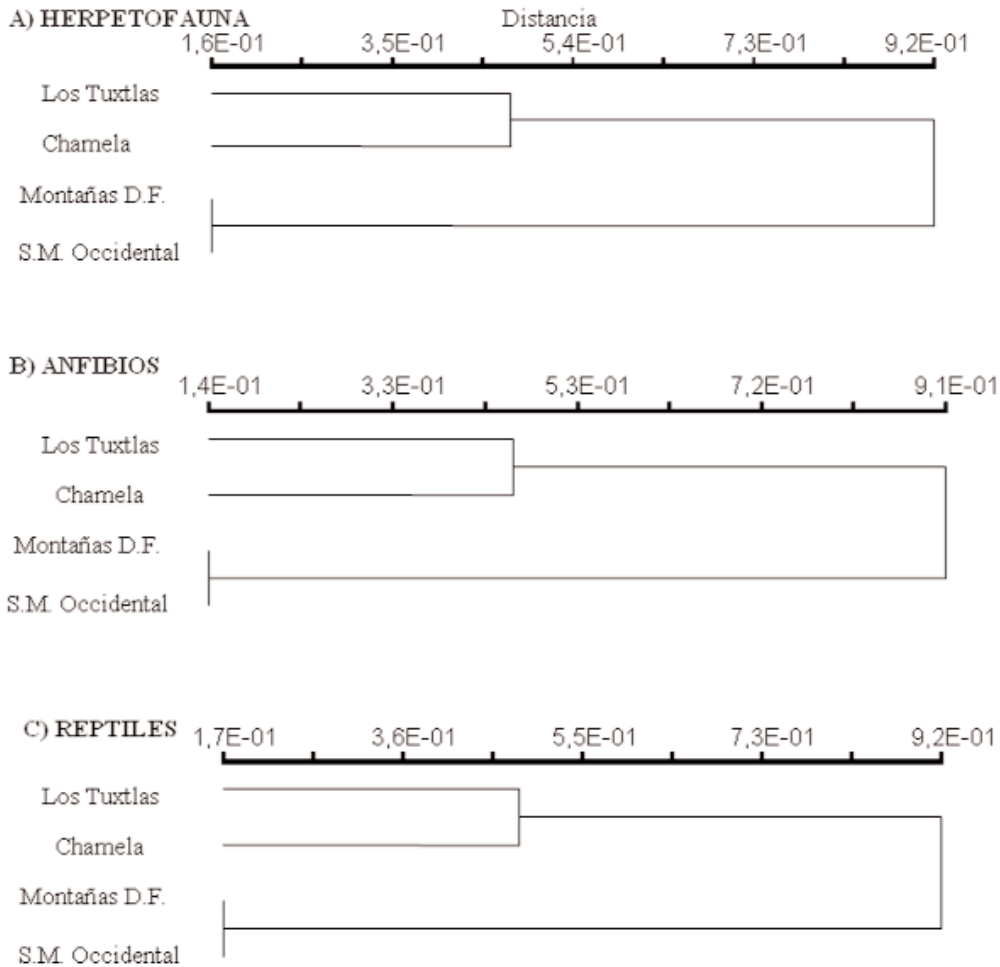 A) HERPETOFAUNA Distancia
1,6E-01 3,5E-01 5,4E-01 7,3E-01 9,2E-01
Los Tuxtlas
Chamela
Montañas D.F.
S.M. Occidental
B) ANFIBIOS
1,4E-01 3,3E-01 5,3E-01 7,2E-01 9,1E-01
Los Tuxtlas
Chamela
Montañas D.F.
S.M. Occidental
C) REPTILES
1,7E-01 3,6E-01 5,5E-01 7,3E-01 9,2E-01
Los Tuxtlas
Chamela
Montañas D.F.
S.M. Occidental